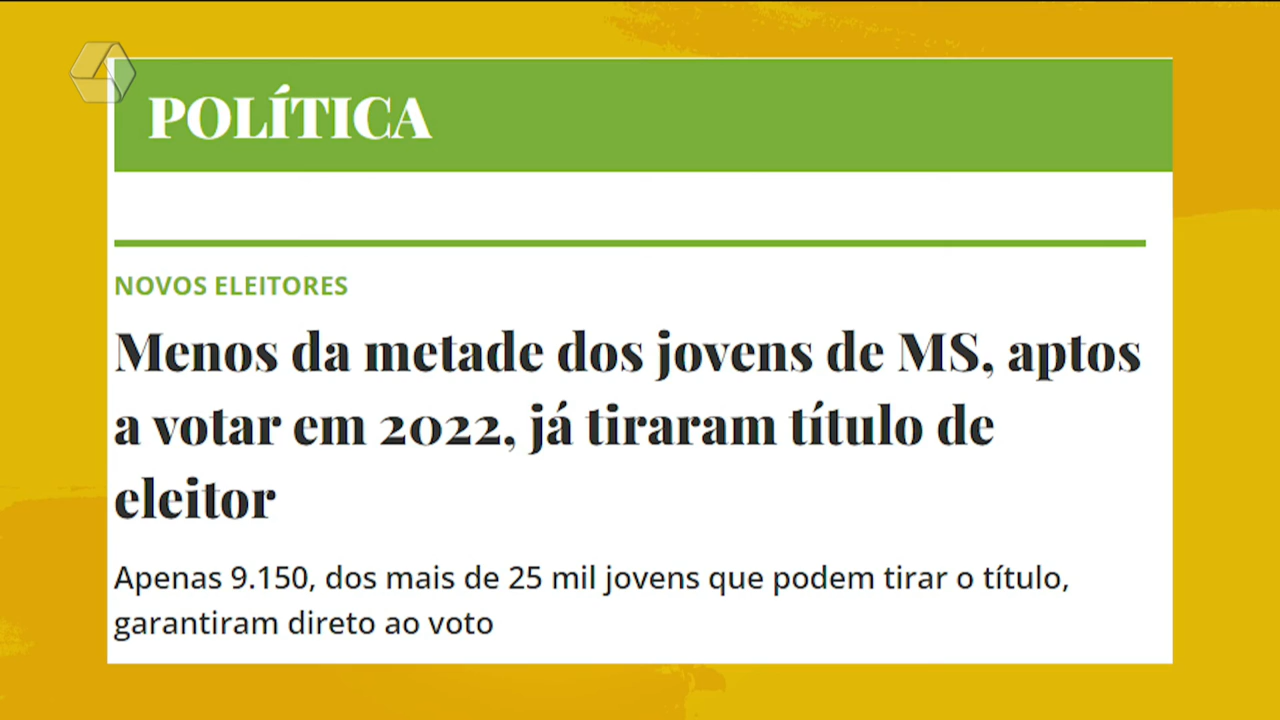 POLÍTICA
NOVOS ELEITORES
Menos da metade dos jovens de MS, aptos
a votar em 2022, já tiraram título de
eleitor
Apenas 9.150, dos mais de 25 mil jovens que podem tirar o título,
garantiram direto ao voto